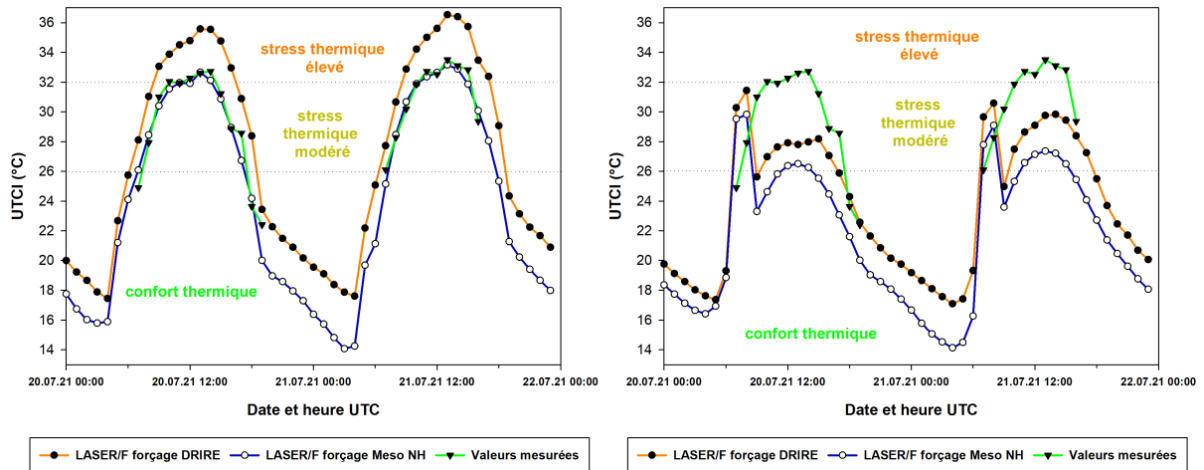 36
34
32
30
28
26
24
22
20
18
16
14
UTCI (°C)
stress thermique
élevé
stress
thermique
modéré
confort thermique
20.07.21 00:00
20.07.21 12:00
21.07.21 00:00
21.07.21 12:00
22.07.21 00:00
Date et heure UTC
LASER/F forçage DRIRE
LASER/F forçage Meso NH
Valeurs mesurées
36
34
32
30
28
26
24
22
20
18
16
14
UTCI (°C)
stress thermique
élevé
stress
thermique
modéré
confort thermique
20.07.21 00:00
20.07.21 12:00
21.07.21 00:00
21.07.21 12:00
22.07.21 00:00
Date et heure UTC
LASER/F forçage DRIRE
LASER/F forçage Meso NH
Valeurs mesurées